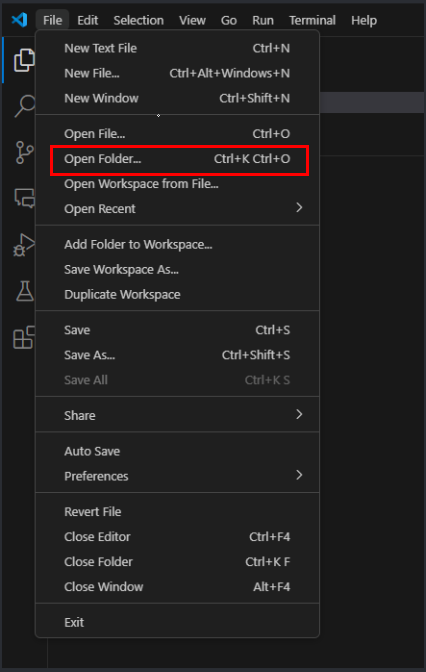 File Edit Selection View Go Run Terminal Help
New Text File Ctrl+N
New File... Ctrl+Alt+Windows+N
New Window Ctrl+Shift+N
Open File... Ctrl+O
Open Folder... Ctrl+K Ctrl+O
Open Workspace from File...
Open Recent
Add Folder to Workspace...
Save Workspace As...
Duplicate Workspace
Save Ctrl+S
Save As... Ctrl+Shift+S
Save All Ctrl+K S
Share
Auto Save
Preferences
Revert File
Close Editor Ctrl+F4
Close Folder Ctrl+K F
Close Window Alt+F4
Exit